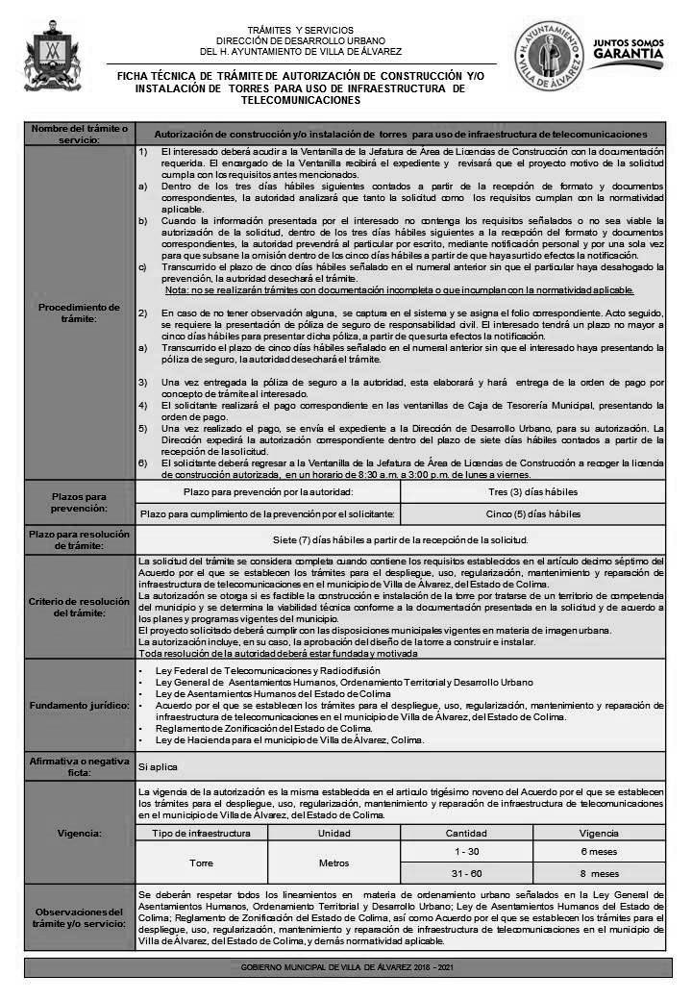 TRÁMITES Y SERVICIOS
DIRECCIÓN DE DESARROLLO URBANO
DEL H. AYUNTAMIENTO DE VILLA DE ÁLVAREZ
H. AYUNTAMIENTO
VILLA DE ÁLVAREZ
JUNTOS SOMOS
GARANTÍA
FICHA TÉCNICA DE TRÁMITE DE AUTORIZACIÓN DE CONSTRUCCIÓN Y/O
INSTALACIÓN DE TORRES PARA USO DE INFRAESTRUCTURA DE
TELECOMUNICACIONES
Nombre del trámite o
servicio:
Autorización de construcción y/o instalación de torres para uso de infraestructura de telecomunicaciones
Procedimiento de
trámite:
1) El interesado deberá acudir a la Ventanilla de la Jefatura de Área de Licencias de Construcción con la documentación
requerida. El encargado de la Ventanilla recibirá el expediente y revisará que el proyecto motivo de la solicitud
cumpla con los requisitos antes mencionados.
a) Dentro de los tres días hábiles siguientes contados a partir de la recepción de formato y documentos
correspondientes, la autoridad analizará que tanto la solicitud como los requisitos cumplan con la normatividad
aplicable.
b) Cuando la información presentada por el interesado no contenga los requisitos señalados o no sea viable la
autorización de la solicitud, dentro de los tres días hábiles siguientes a la recepción del formato y documentos
correspondientes, la autoridad prevendrá al particular por escrito, mediante notificación personal y por una sola vez
para que subsane la omisión dentro de los cinco días hábiles a partir de que haya surtido efectos la notificación.
c) Transcurrido el plazo de cinco días hábiles señalado en el numeral anterior sin que el particular haya desahogado la
prevención, la autoridad desechará el trámite.
Nota: no se realizarán trámites con documentación incompleta o que incumplan con la normatividad aplicable.
2) En caso de no tener observación alguna, se captura en el sistema y se asigna el folio correspondiente. Acto seguido,
se requiere la presentación de póliza de seguro de responsabilidad civil. El interesado tendrá un plazo no mayor a
cinco días hábiles para presentar dicha póliza, a partir de que surta efectos la notificación.
a) Transcurrido el plazo de cinco días hábiles señalado en el numeral anterior sin que el interesado haya presentando la
póliza de seguro, la autoridad desechará el trámite.
3) Una vez entregada la póliza de seguro a la autoridad, esta elaborará y hará entrega de la orden de pago por
concepto de trámite al interesado.
4) El solicitante realizará el pago correspondiente en las ventanillas de Caja de Tesorería Municipal, presentando la
orden de pago.
5) Una vez realizado el pago, se envía el expediente a la Dirección de Desarrollo Urbano, para su autorización. La
Dirección expedirá la autorización correspondiente dentro del plazo de siete días hábiles contados a partir de la
recepción de la solicitud.
6) El solicitante deberá regresar a la Ventanilla de la Jefatura de Área de Licencias de Construcción a recoger la licencia
de construcción autorizada, en un horario de 8:30 a.m. a 3:00 p.m. de lunes a viernes.
Plazos para
prevención:
Plazo para prevención por la autoridad: Tres (3) días hábiles
Plazo para cumplimiento de la prevención por el solicitante: Cinco (5) días hábiles
Plazo para resolución
de trámite:
Siete (7) días hábiles a partir de la recepción de la solicitud.
Criterio de resolución
del trámite:
La solicitud del trámite se considera completa cuando contiene los requisitos establecidos en el artículo decimo séptimo del
Acuerdo por el que se establecen los trámites para el despliegue, uso, regularización, mantenimiento y reparación de
infraestructura de telecomunicaciones en el municipio de Villa de Álvarez, del Estado de Colima.
La autorización se otorga si es factible la construcción e instalación de la torre por tratarse de un territorio de competencia
del municipio y se determina la viabilidad técnica conforme a la documentación presentada en la solicitud y de acuerdo a
los planes y programas vigentes del municipio.
El proyecto solicitado deberá cumplir con las disposiciones municipales vigentes en materia de imagen urbana.
La autorización incluye, en su caso, la aprobación del diseño de la torre a construir e instalar.
Toda resolución de la autoridad deberá estar fundada y motivada
Fundamento jurídico:
• Ley Federal de Telecomunicaciones y Radiodifusión
• Ley General de Asentamientos Humanos, Ordenamiento Territorial y Desarrollo Urbano
• Ley de Asentamientos Humanos del Estado de Colima
• Acuerdo por el que se establecen los trámites para el despliegue, uso, regularización, mantenimiento y reparación de
infraestructura de telecomunicaciones en el municipio de Villa de Álvarez, del Estado de Colima.
• Reglamento de Zonificación del Estado de Colima.
• Ley de Hacienda para el municipio de Villa de Álvarez, Colima.
Afirmativa o negativa
ficta:
Si aplica
Vigencia:
La vigencia de la autorización es la misma establecida en el articulo trigésimo noveno del Acuerdo por el que se establecen
los trámites para el despliegue, uso, regularización, mantenimiento y reparación de infraestructura de telecomunicaciones
en el municipio de Villa de Álvarez, del Estado de Colima.
Tipo de infraestructura Unidad Cantidad Vigencia
Torre Metros
1 - 30 6 meses
31 - 60 8 meses
Observaciones del
trámite y/o servicio:
Se deberán respetar todos los lineamientos en materia de ordenamiento urbano señalados en la Ley General de
Asentamientos Humanos, Ordenamiento Territorial y Desarrollo Urbano; Ley de Asentamientos Humanos del Estado de
Colima; Reglamento de Zonificación del Estado de Colima, así como Acuerdo por el que se establecen los trámites para el
despliegue, uso, regularización, mantenimiento y reparación de infraestructura de telecomunicaciones en el municipio de
Villa de Álvarez, del Estado de Colima, y demás normatividad aplicable.
GOBIERNO MUNICIPAL DE VILLA DE ÁLVAREZ 2018 - 2021